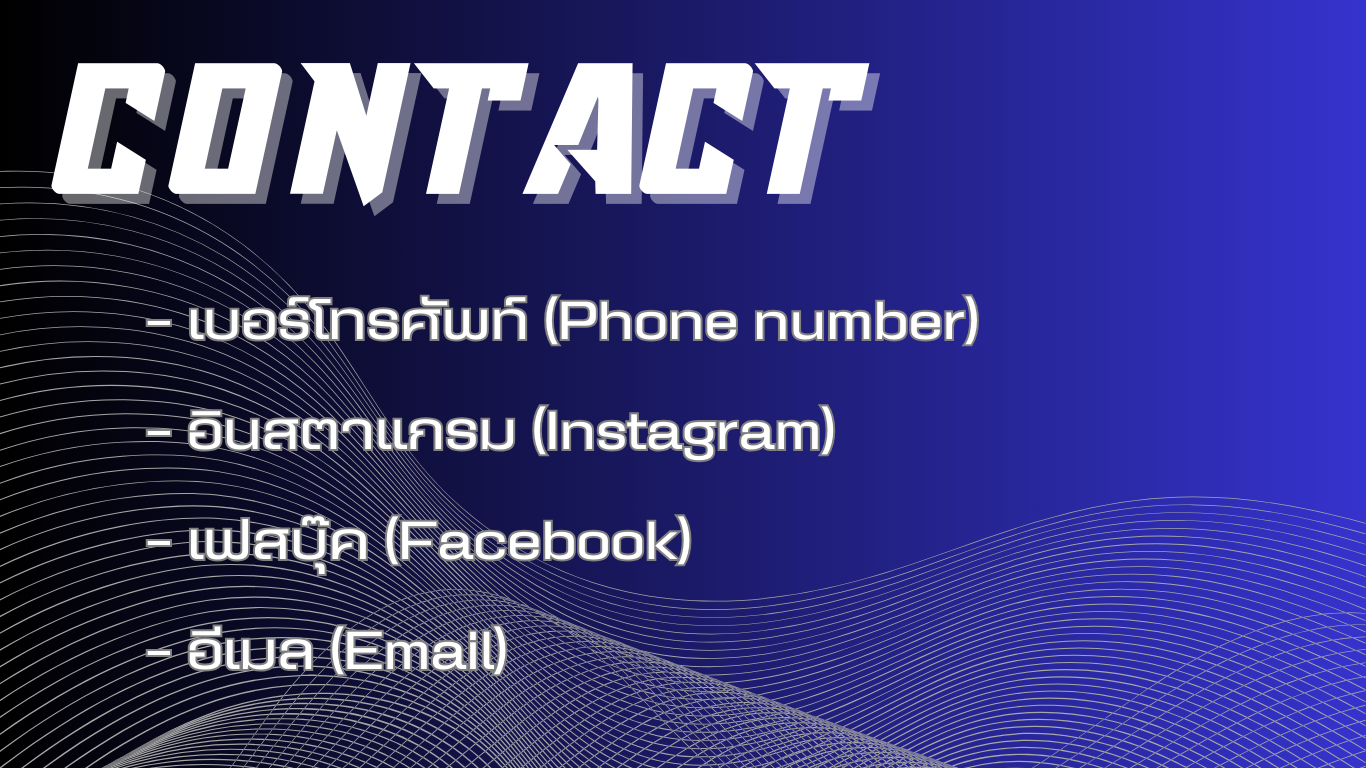 CONTACT
- เบอร์โทรศัพท์ (Phone number)
- อินสตาแกรม (Instagram)
- เฟสบุ๊ค (Facebook)
- อีเมล (Email)